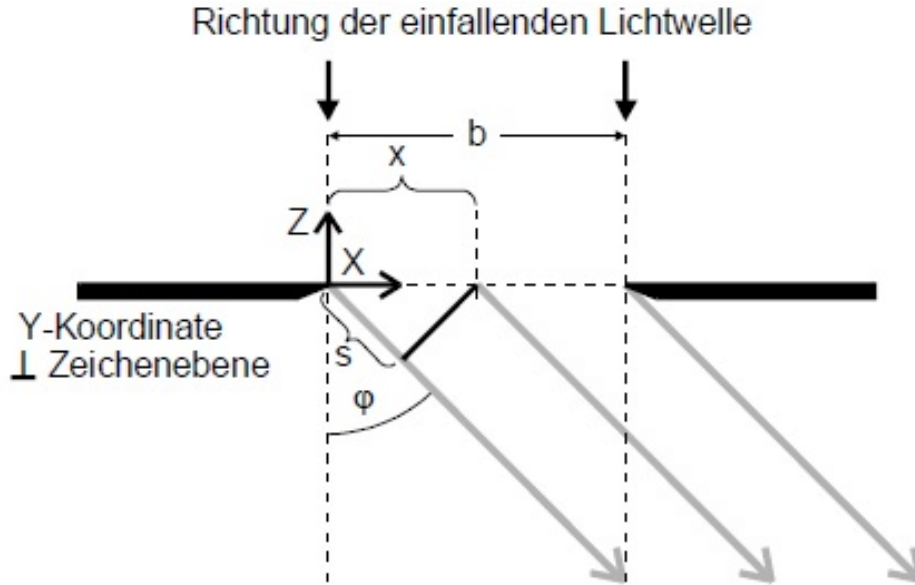 Richtung der einfallenden Lichtwelle
b
x
Z
X
Y-Koordinate
⊥ Zeichenebene
s
φ